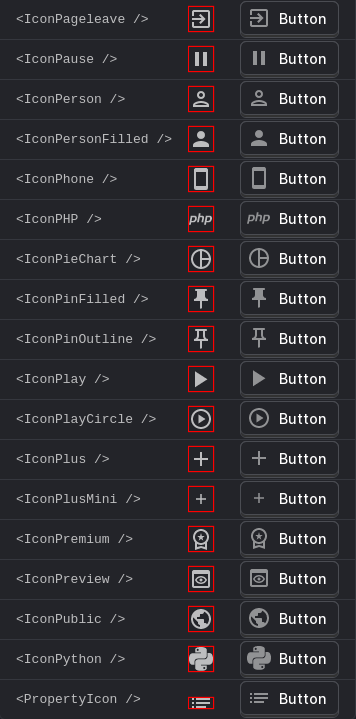 <IconPageleave /> Button
<IconPause /> Button
<IconPerson /> Button
<IconPersonFilled /> Button
<IconPhone /> Button
<IconPHP /> php php Button
<IconPieChart /> Button
<IconPinFilled /> Button
<IconPinOutline /> Button
<IconPlay /> Button
<IconPlayCircle /> Button
<IconPlus /> Button
<IconPlusMini /> Button
<IconPremium /> Button
<IconPreview /> Button
<IconPublic /> Button
<IconPython /> Button
<PropertyIcon /> Button